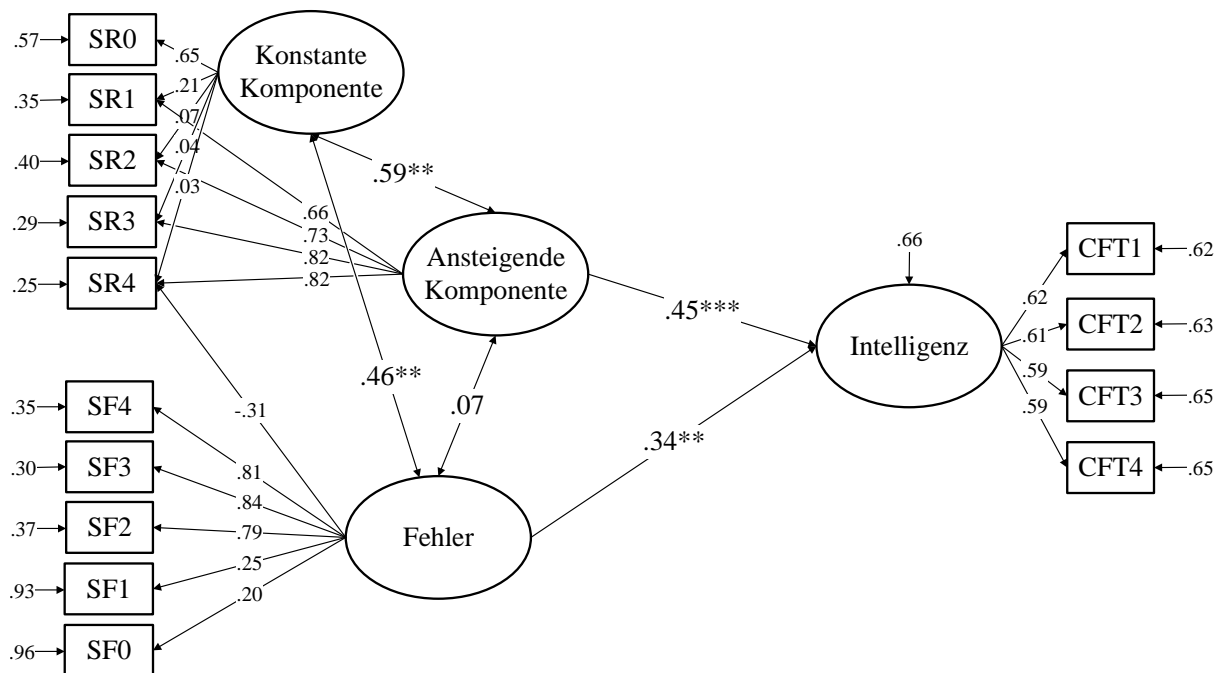 .57
SR0
.65
Konstante
Komponente
.35
SR1
.21
.07
.40
SR2
.04
.59**
.03
.29
SR3
.66
.73
.82
.25
SR4
.82
Ansteigende
Komponente
.66
CFT1
.62
.62
.45***
Intelligenz
.61
CFT2
.63
.59
CFT3
.65
.59
CFT4
.65
.46**
.07
-.31
.34**
.35
SF4
.81
.30
SF3
.84
.37
SF2
.79
Fehler
.25
.93
SF1
.20
.96
SF0